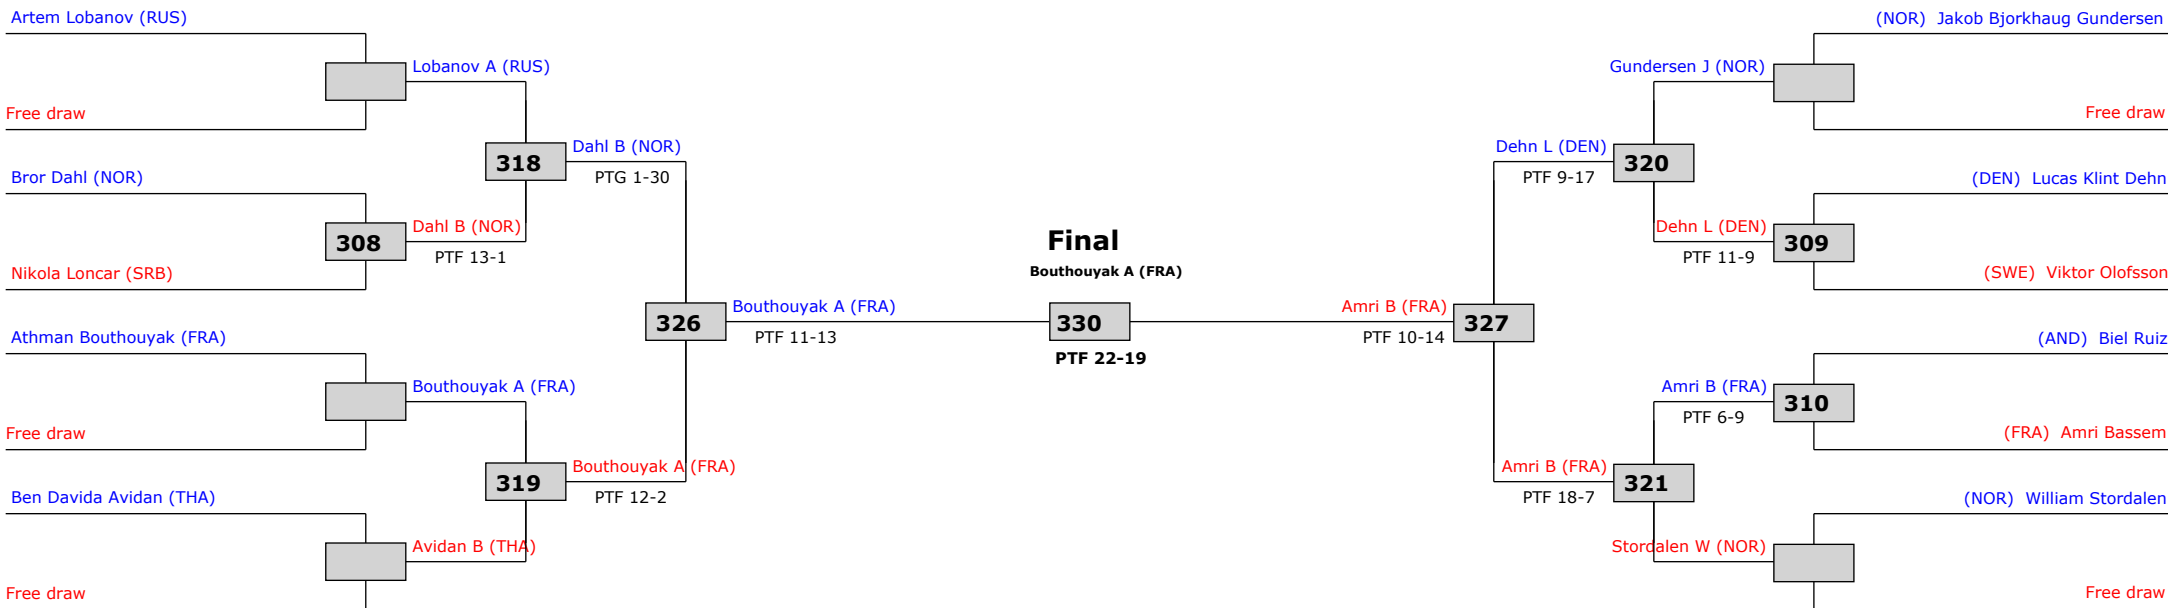 Artem Lobanov (RUS)
Free draw
Bror Dahl (NOR)
Nikola Loncar (SRB)
Athman Bouthouyak (FRA)
Free draw
Ben Davida Avidan (THA)
Free draw
Lobanov A (RUS)
308
Dahl B (NOR)
PTF 13-1
Bouthouyak A (FRA)
Avidan B (THA)
318
Dahl B (NOR)
PTG 1-30
319
Bouthouyak A (FRA)
PTF 12-2
326
Bouthouyak A (FRA)
PTF 11-13
Final
Bouthouyak A (FRA)
330
PTF 22-19
Amri B (FRA)
PTF 10-14
327
Dehn L (DEN)
PTF 9-17
320
Amri B (FRA)
PTF 18-7
321
Gundersen J (NOR)
Dehn L (DEN)
PTF 11-9
309
Amri B (FRA)
PTF 6-9
310
Stordalen W (NOR)
(NOR) Jakob Bjorkhaug Gundersen
Free draw
(DEN) Lucas Klint Dehn
(SWE) Viktor Olofsson
(AND) Biel Ruiz
(FRA) Amri Bassem
(NOR) William Stordalen
Free draw